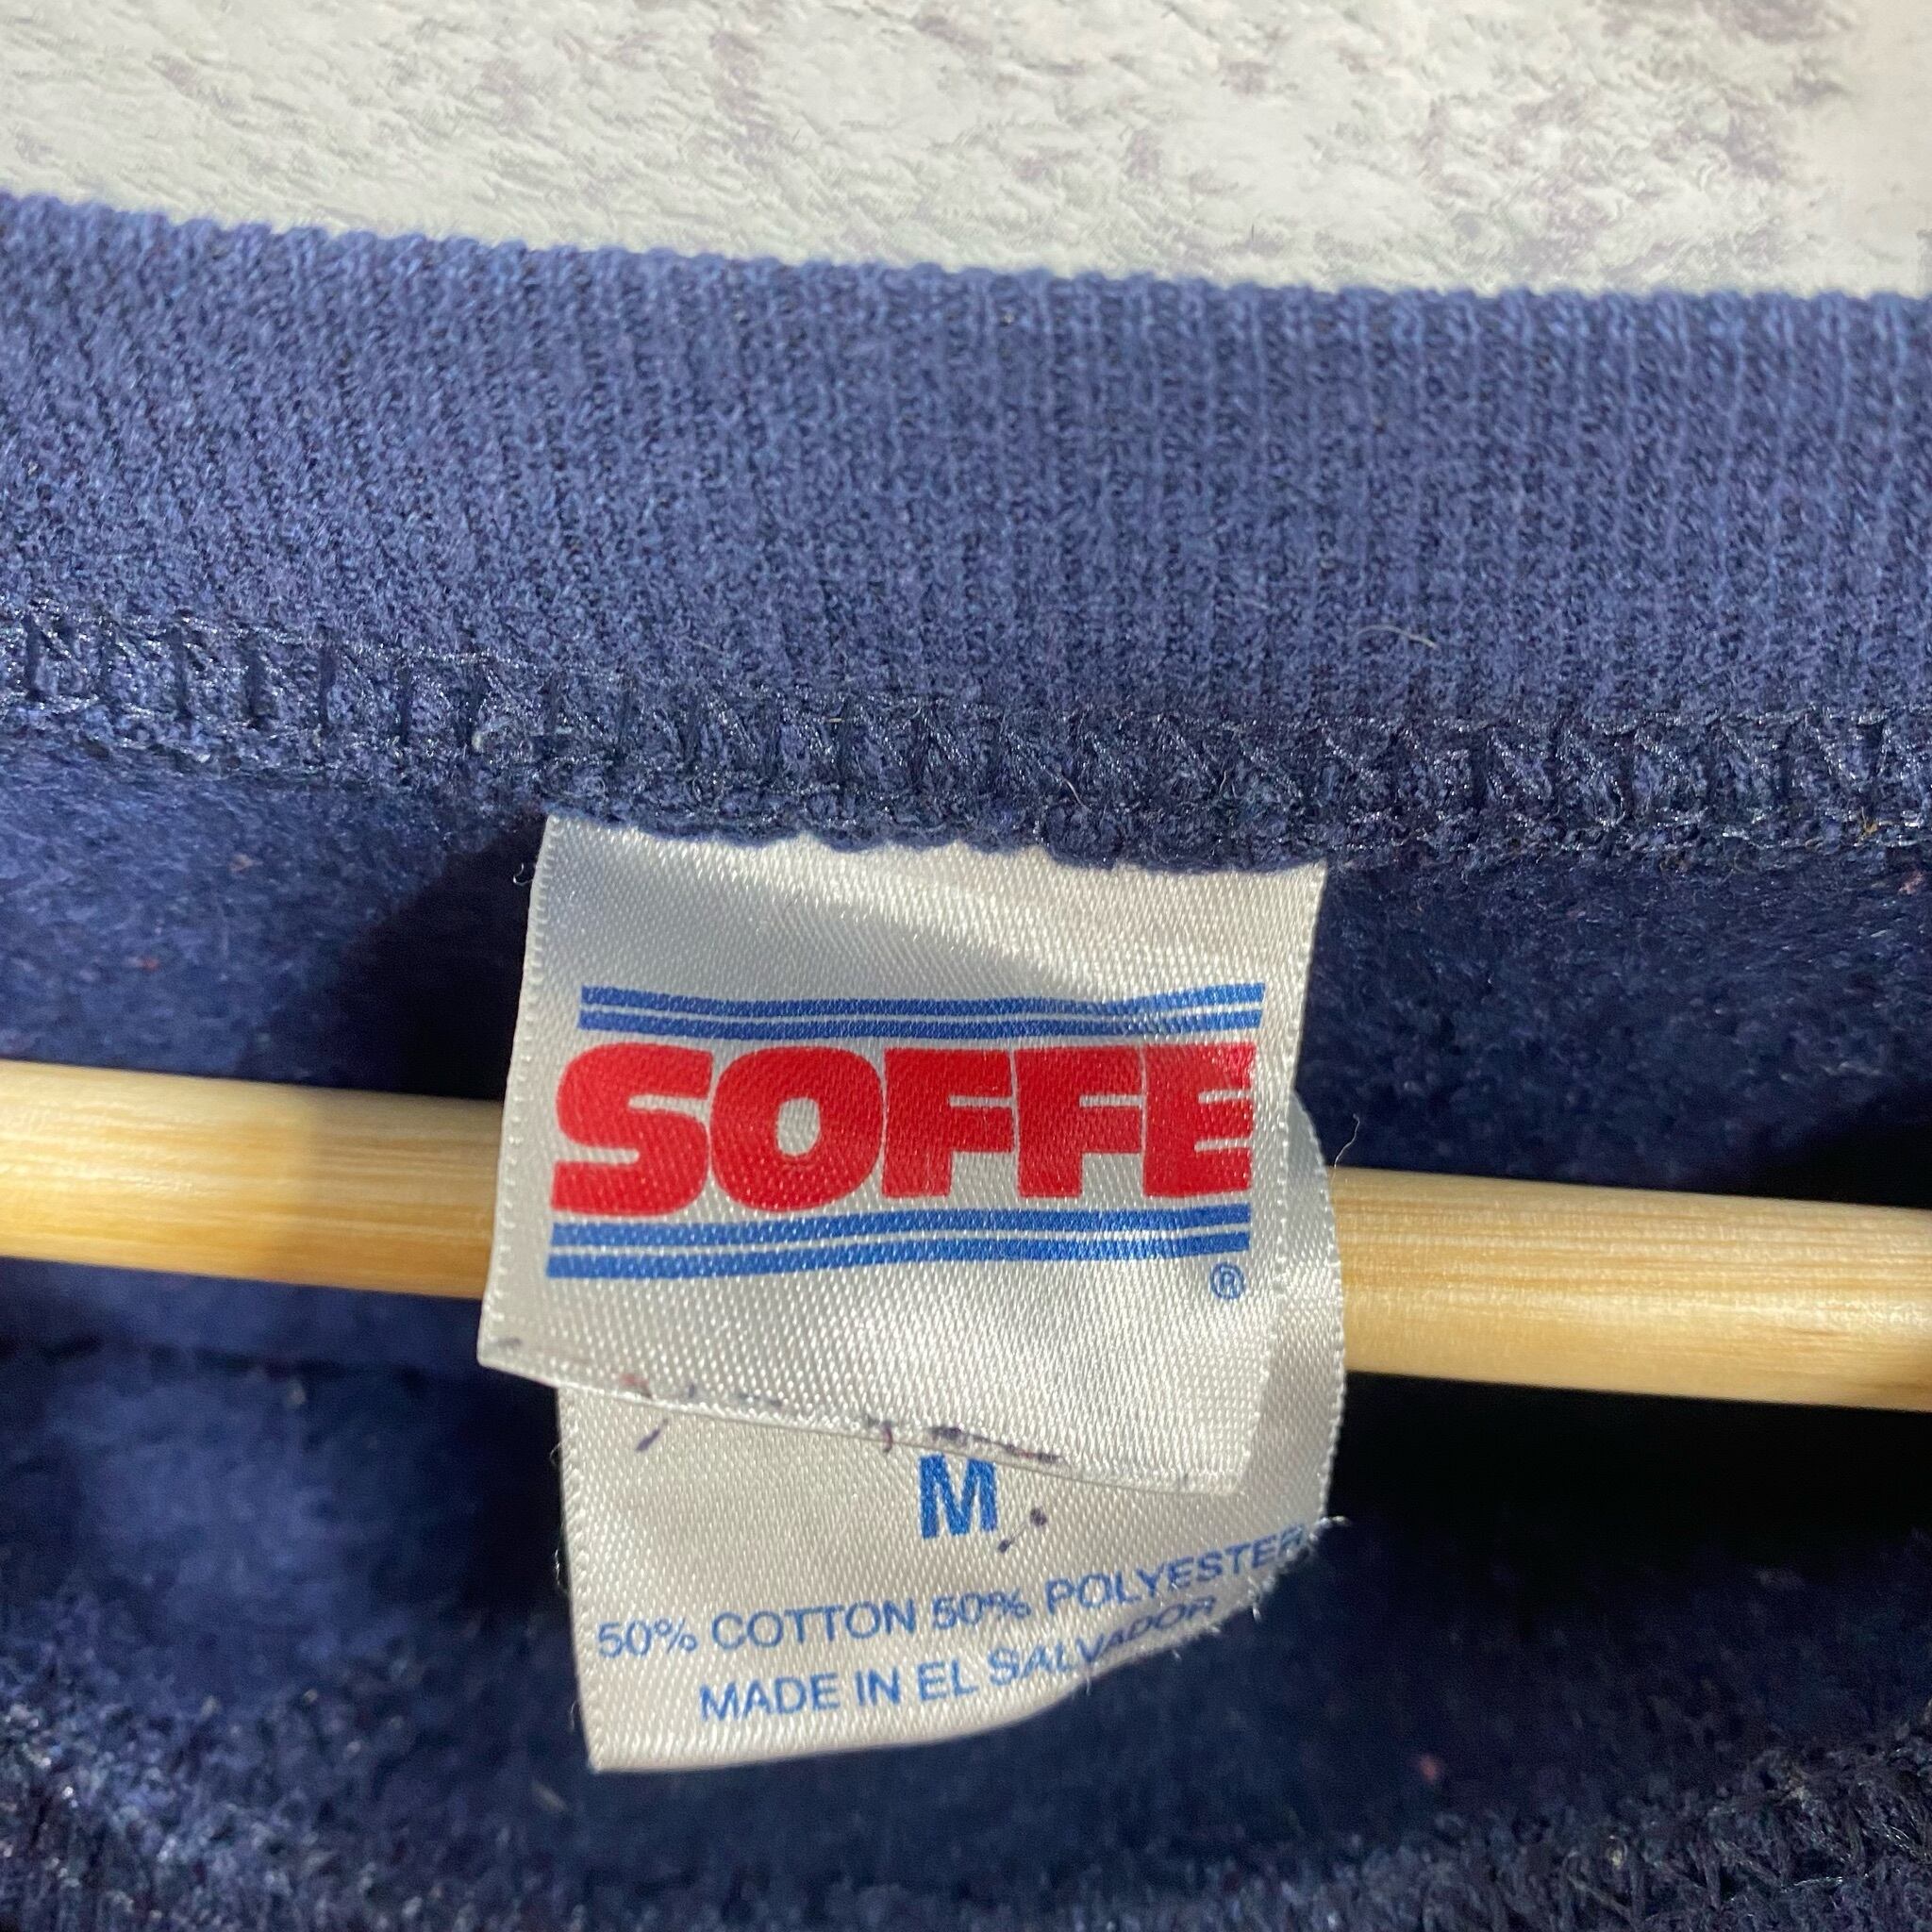 SOFFE
®
M
50% COTTON 50% POLYESTER
MADE IN EL SALVADOR